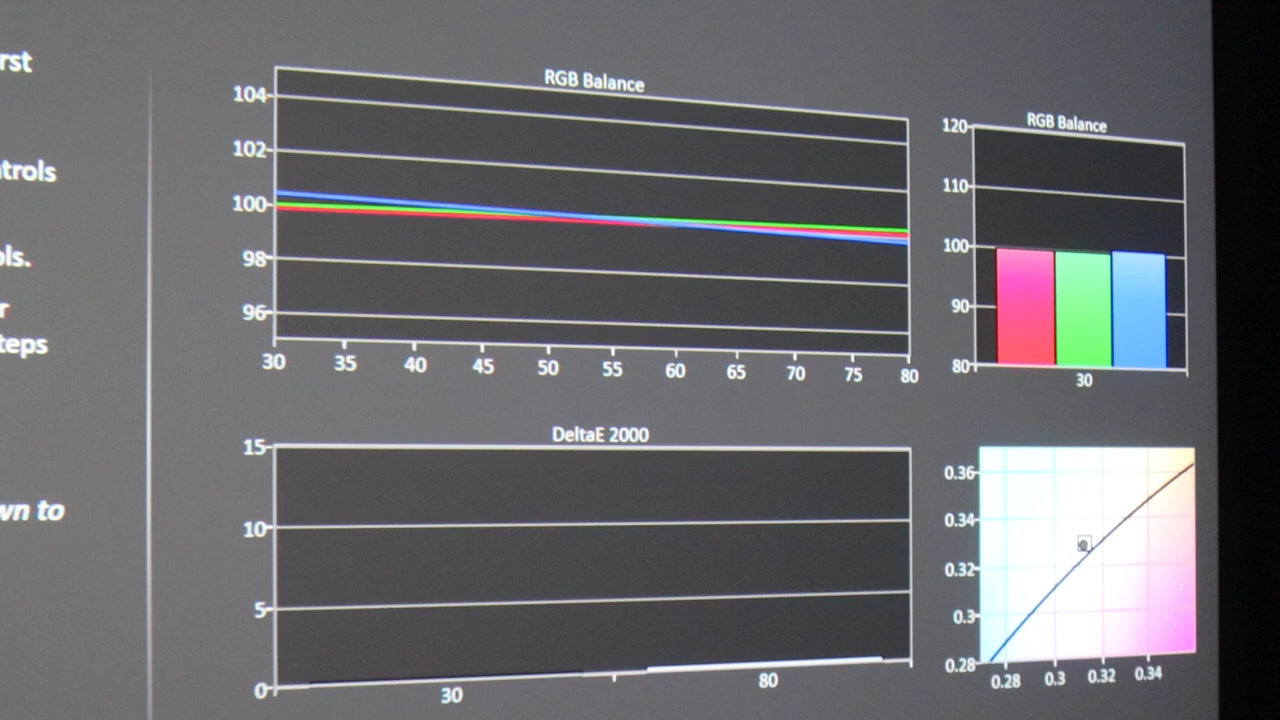 rst
trols
ols.
r
teps
wn to
RGB Balance
104
102
100
98
96
30 35 40 45 50 55 60 65 70 75 80
RGB Balance
120
110
100
90
80
30
DeltaE 2000
15
10
5
0
30 80
0.36
0.34
0.32
0.3
0.28
0.28 0.3 0.32 0.34